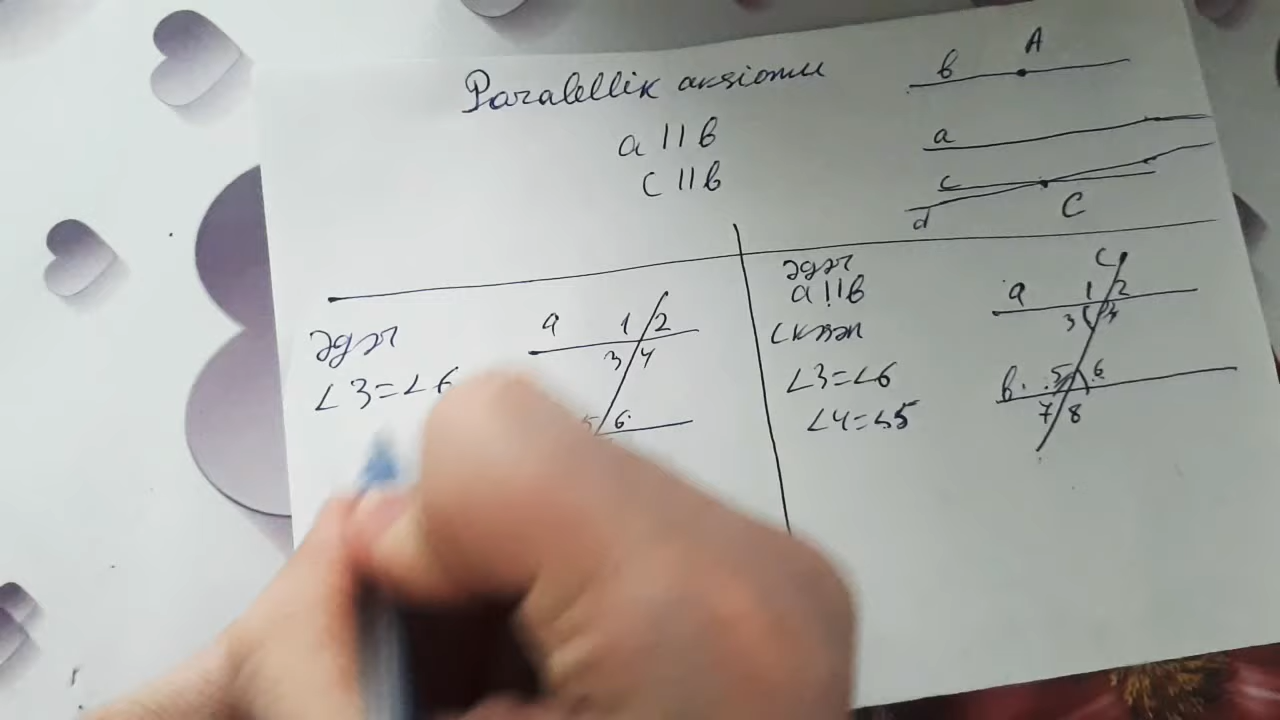 Paralellik aksiomu
a || b
c || b
b A
a
c
d C
əgər
∠3=∠6
a 1 2
3 4
5 6
əgər
a || b
c kəsən
∠3=∠6
∠4=∠5
c
a 1 2
3 4
b 5 6
7 8